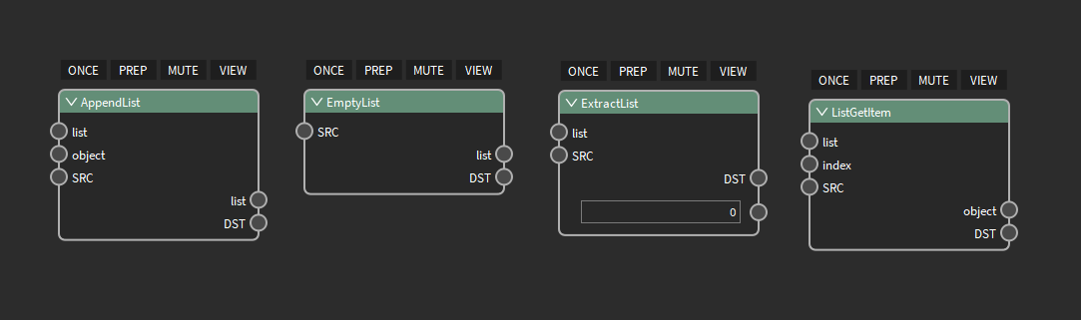 ONCE PREP MUTE VIEW
AppendList
list
object
SRC
list
DST
ONCE PREP MUTE VIEW
EmptyList
SRC
list
DST
ONCE PREP MUTE VIEW
ExtractList
list
SRC
DST
0
ONCE PREP MUTE VIEW
ListGetItem
list
index
SRC
object
DST